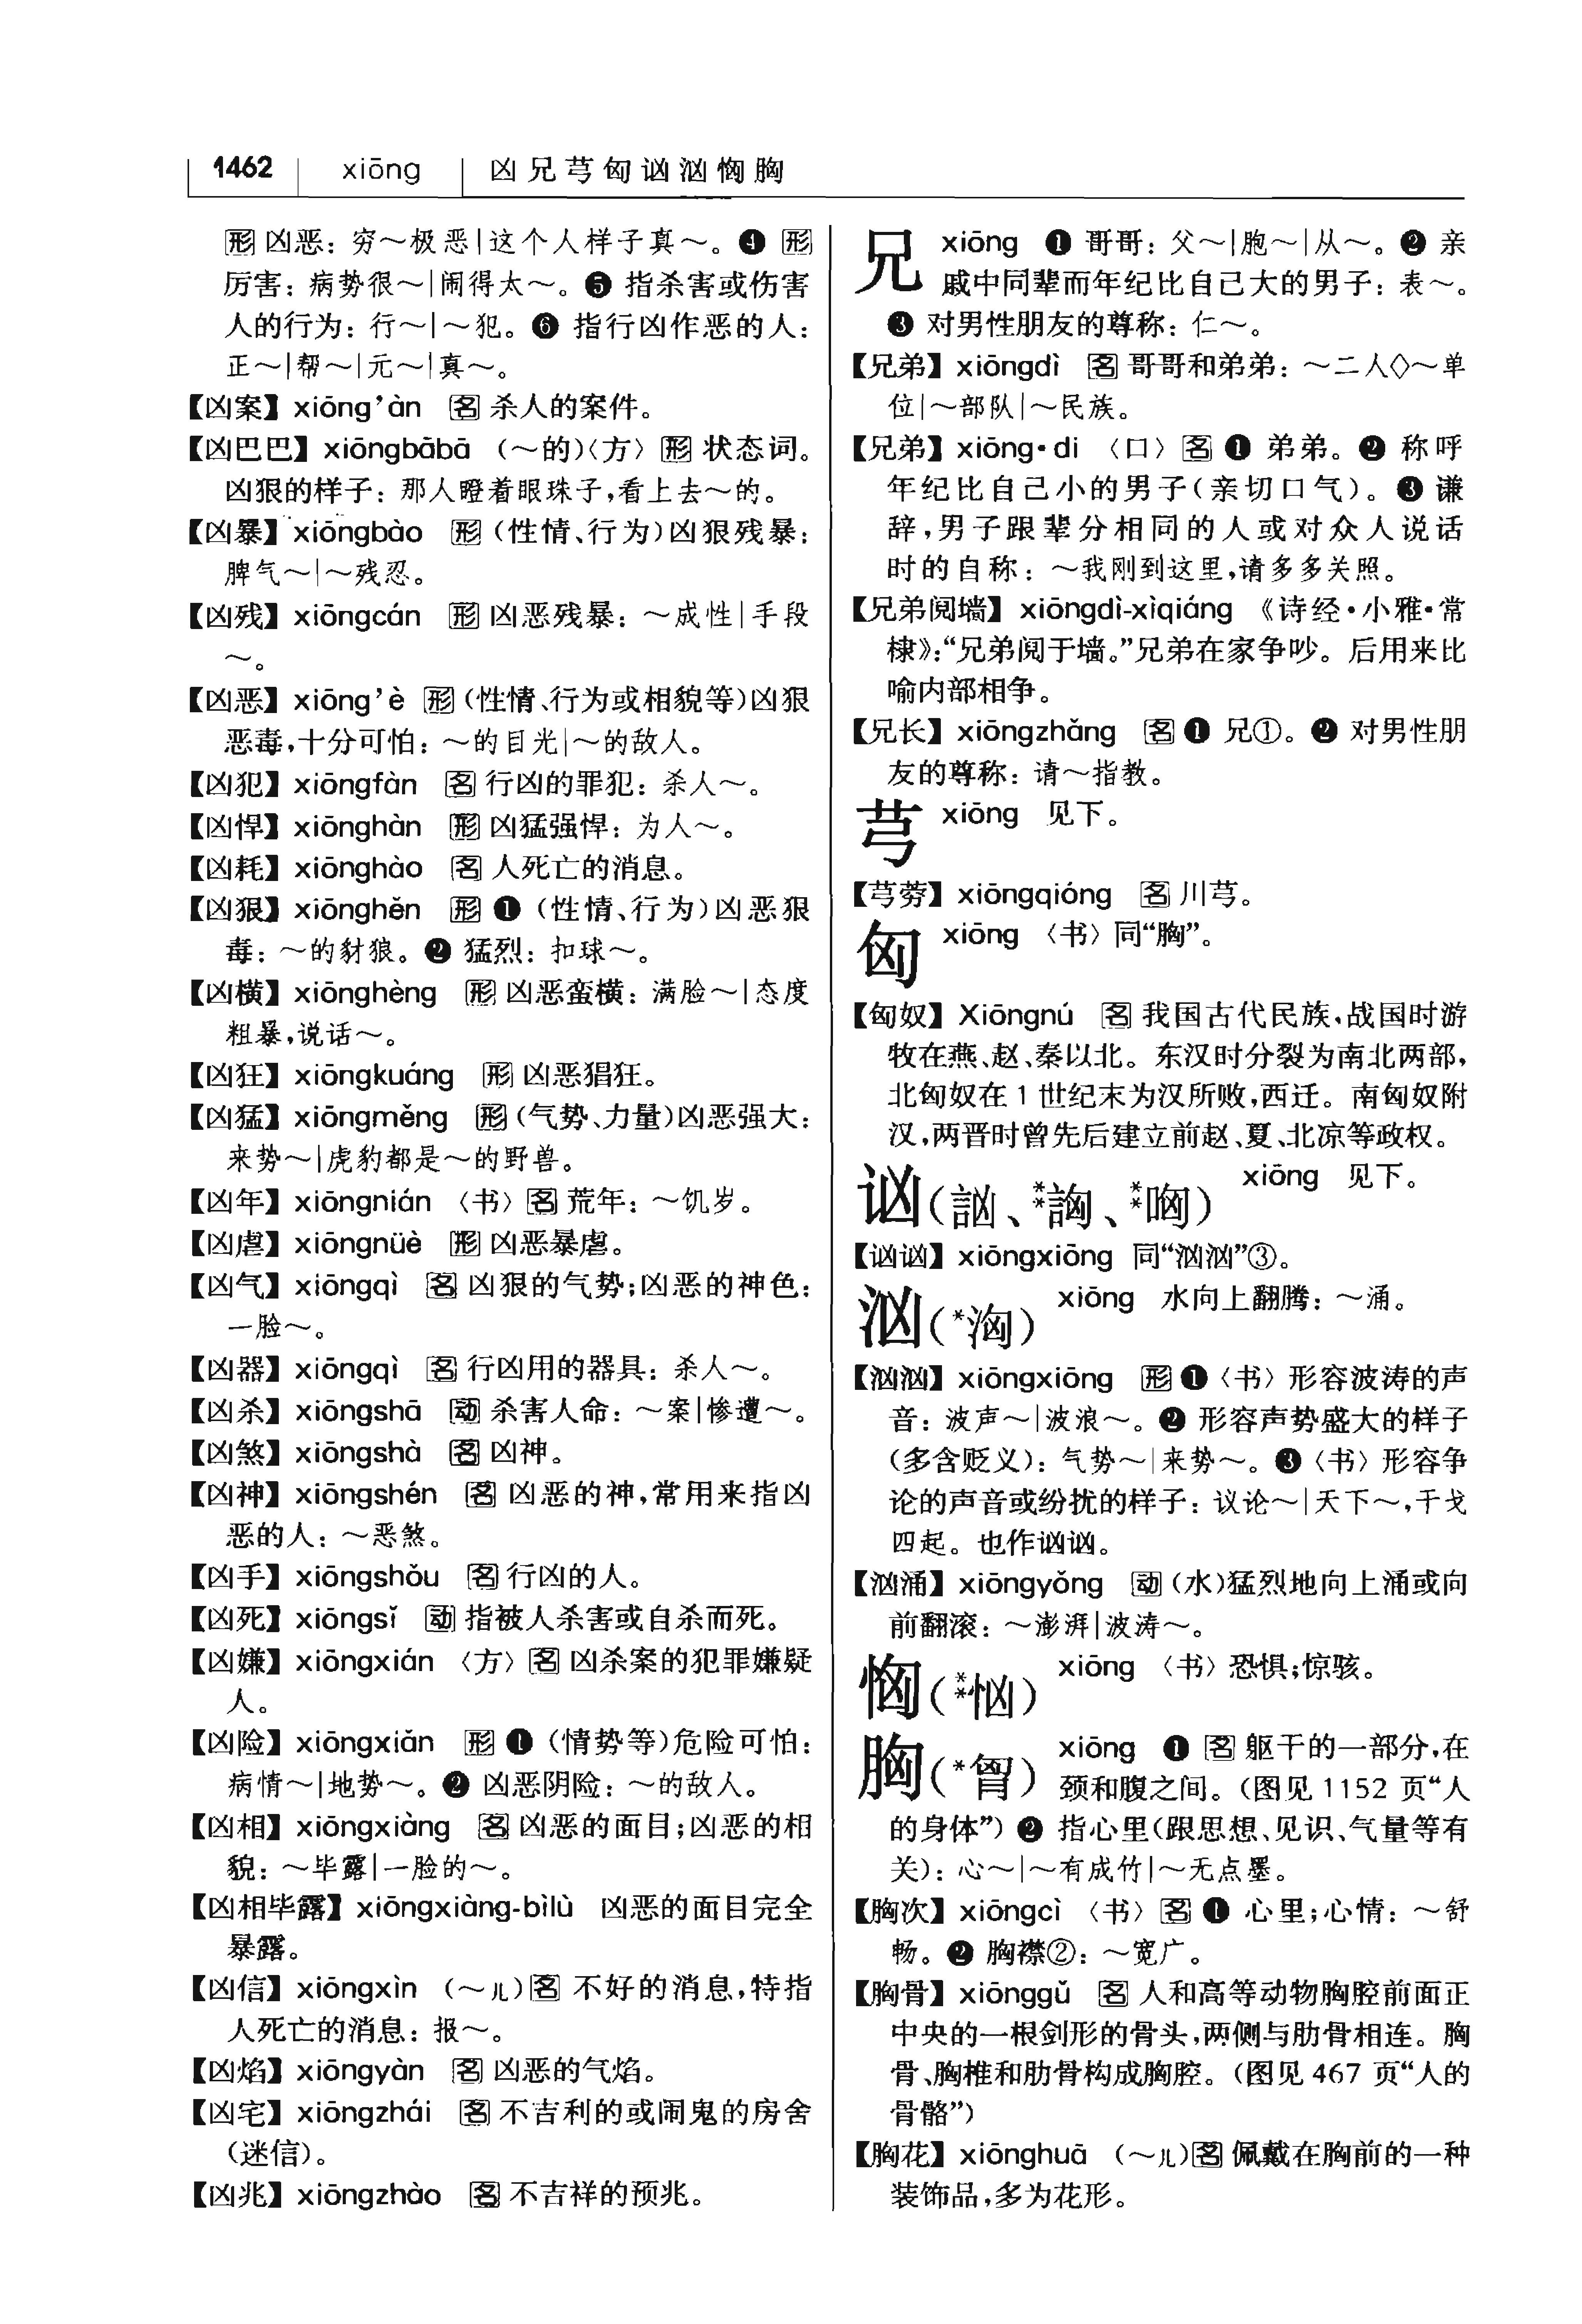 1462 xiōng 凶兄芎匈讻汹恟胸
形 凶恶：穷～极恶|这个人样子真～。❹ 形
厉害：病势很～|闹得太～。❺ 指杀害或伤害
人的行为：行～|～犯。❻ 指行凶作恶的人：
正～|帮～|元～|真～。
【凶案】xiōng’àn 名 杀人的案件。
【凶巴巴】xiōngbābā （～的）〈方〉形 状态词。
凶狠的样子：那人瞪着眼珠子，看上去～的。
【凶暴】xiōngbào 形（性情、行为）凶狠残暴：
脾气～|～残忍。
【凶残】xiōngcán 形 凶恶残暴：～成性|手段
～。
【凶恶】xiōng’è 形（性情、行为或相貌等）凶狠
恶毒，十分可怕：～的目光|～的敌人。
【凶犯】xiōngfàn 名 行凶的罪犯：杀人～。
【凶悍】xiōnghàn 形 凶猛强悍：为人～。
【凶耗】xiōnghào 名 人死亡的消息。
【凶狠】xiōnghěn 形 ❶（性情、行为）凶恶狠
毒：～的豺狼。❷ 猛烈：扣球～。
【凶横】xiōnghèng 形 凶恶蛮横：满脸～|态度
粗暴，说话～。
【凶狂】xiōngkuáng 形 凶恶猖狂。
【凶猛】xiōngměng 形（气势、力量）凶恶强大：
来势～|虎豹都是～的野兽。
【凶年】xiōngnián 〈书〉名 荒年：～饥岁。
【凶虐】xiōngnüè 形 凶恶暴虐。
【凶气】xiōngqì 名 凶狠的气势；凶恶的神色：
一脸～。
【凶器】xiōngqì 名 行凶用的器具：杀人～。
【凶杀】xiōngshā 动 杀害人命：～案|惨遭～。
【凶煞】xiōngshà 名 凶神。
【凶神】xiōngshén 名 凶恶的神，常用来指凶
恶的人：～恶煞。
【凶手】xiōngshǒu 名 行凶的人。
【凶死】xiōngsǐ 动 指被人杀害或自杀而死。
【凶嫌】xiōngxián 〈方〉名 凶杀案的犯罪嫌疑
人。
【凶险】xiōngxiǎn 形 ❶（情势等）危险可怕：
病情～|地势～。❷ 凶恶阴险：～的敌人。
【凶相】xiōngxiàng 名 凶恶的面目；凶恶的相
貌：～毕露|一脸的～。
【凶相毕露】xiōngxiàng-bìlù 凶恶的面目完全
暴露。
【凶信】xiōngxìn （～儿）名 不好的消息，特指
人死亡的消息：报～。
【凶焰】xiōngyàn 名 凶恶的气焰。
【凶宅】xiōngzhái 名 不吉利的或闹鬼的房舍
（迷信）。
【凶兆】xiōngzhào 名 不吉祥的预兆。
兄 xiōng ❶ 哥哥：父～|胞～|从～。❷ 亲
戚中同辈而年纪比自己大的男子：表～。
❸ 对男性朋友的尊称：仁～。
【兄弟】xiōngdì 名 哥哥和弟弟：～二人◇～单
位|～部队|～民族。
【兄弟】xiōng·di 〈口〉名 ❶ 弟弟。❷ 称呼
年纪比自己小的男子（亲切口气）。❸ 谦
辞，男子跟辈分相同的人或对众人说话
时的自称：～我刚到这里，请多多关照。
【兄弟阋墙】xiōngdì-xìqiáng 《诗经·小雅·常
棣》：“兄弟阋于墙。”兄弟在家争吵。后用来比
喻内部相争。
【兄长】xiōngzhǎng 名 ❶ 兄①。❷ 对男性朋
友的尊称：请～指教。
芎 xiōng 见下。
【芎䓖】xiōngqióng 名 川芎。
匈 xiōng 〈书〉同“胸”。
【匈奴】Xiōngnú 名 我国古代民族，战国时游
牧在燕、赵、秦以北。东汉时分裂为南北两部，
北匈奴在1世纪末为汉所败，西迁。南匈奴附
汉，两晋时曾先后建立前赵、夏、北凉等政权。
讻（訩、**詾、**哅） xiōng 见下。
【讻讻】xiōngxiōng 同“汹汹”③。
汹（*洶） xiōng 水向上翻腾：～涌。
【汹汹】xiōngxiōng 形 ❶〈书〉形容波涛的声
音：波声～|波浪～。❷ 形容声势盛大的样子
（多含贬义）：气势～|来势～。❸〈书〉形容争
论的声音或纷扰的样子：议论～|天下～，干戈
四起。也作讻讻。
【汹涌】xiōngyǒng 动（水）猛烈地向上涌或向
前翻滚：～澎湃|波涛～。
恟（**忷） xiōng 〈书〉恐惧；惊骇。
胸（*胷） xiōng ❶ 名 躯干的一部分，在
颈和腹之间。（图见1152页“人
的身体”）❷ 指心里（跟思想、见识、气量等有
关）：心～|～有成竹|～无点墨。
【胸次】xiōngcì 〈书〉名 ❶ 心里；心情：～舒
畅。❷ 胸襟②：～宽广。
【胸骨】xiōnggǔ 名 人和高等动物胸腔前面正
中央的一根剑形的骨头，两侧与肋骨相连。胸
骨、胸椎和肋骨构成胸腔。（图见467页“人的
骨骼”）
【胸花】xiōnghuā （～儿）名 佩戴在胸前的一种
装饰品，多为花形。